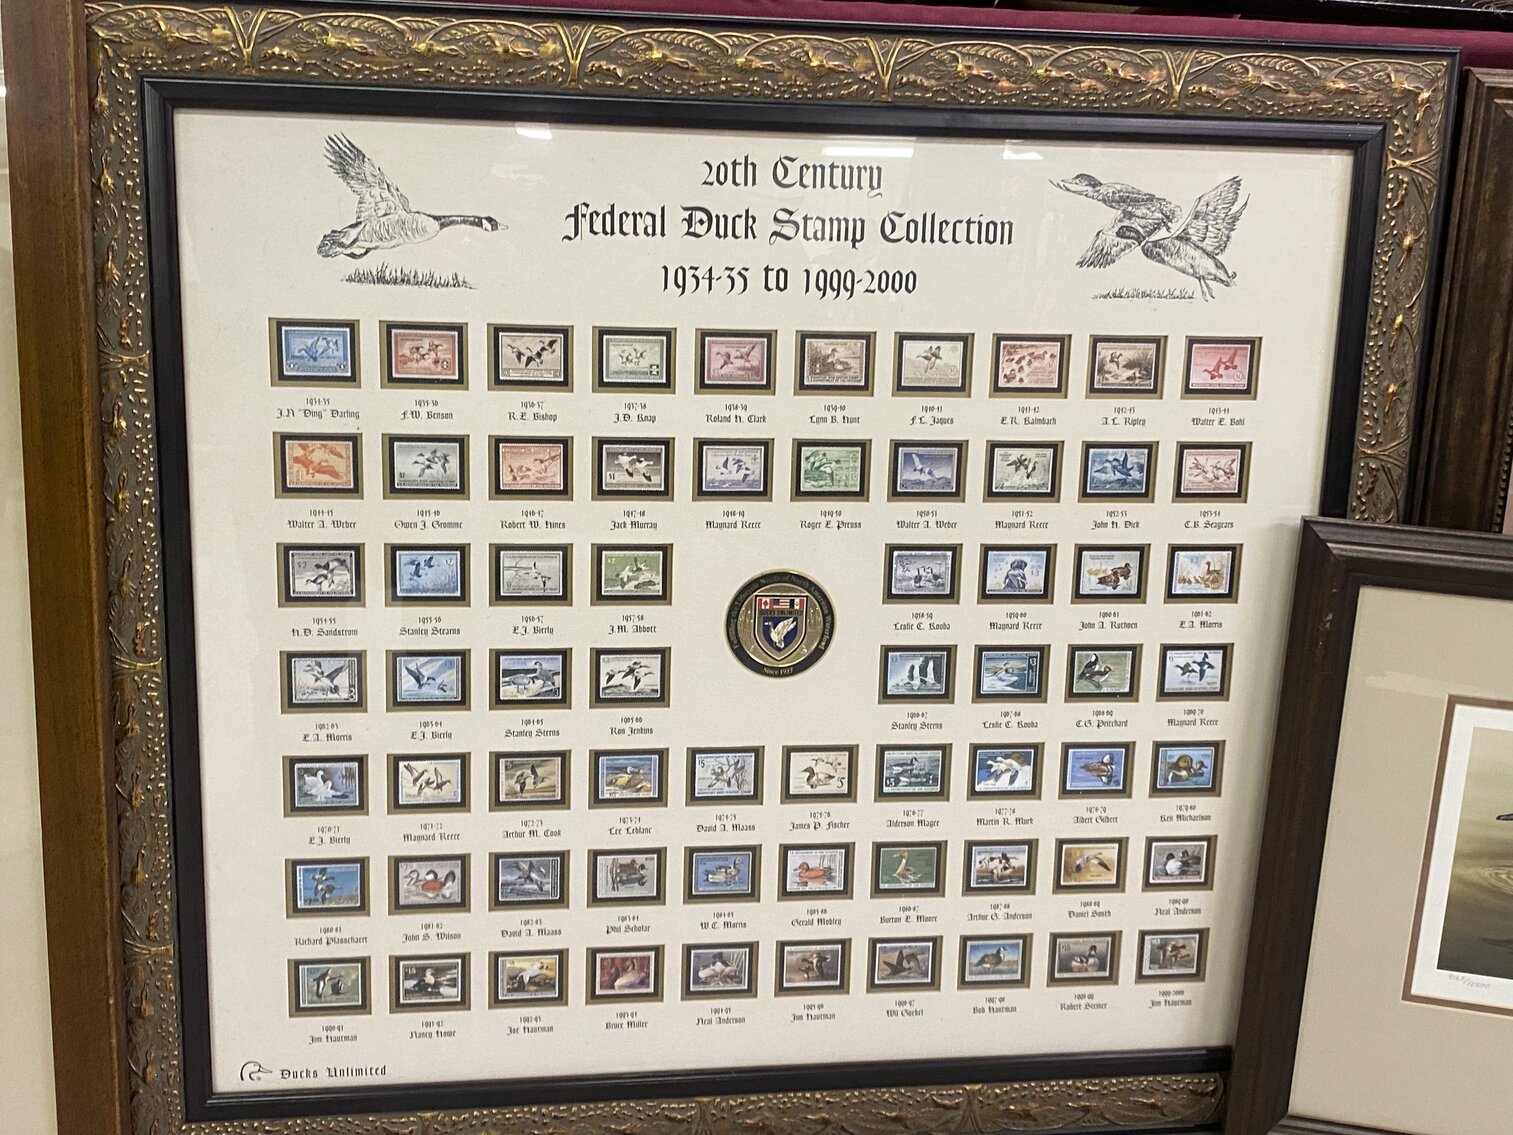 20th Century
Federal Duck Stamp Collection
1934-35 to 1999-2000
1934-35 1935-36 1936-37 1937-38 1938-39 1939-40 1940-41 1941-42 1942-43 1943-44
J.N "Ding" Darling F.W. Benson R.E. Bishop J.D. Knap Roland H. Clark Lynn B. Hunt F.L. Jaques E.R. Kalmbach A.L. Ripley Walter E. Bohl
1944-45 1945-46 1946-47 1947-48 1948-49 1949-50 1950-51 1951-52 1952-53 1953-54
Walter A. Weber Owen J. Gromme Robert W. Hines Jack Murray Maynard Reece Roger E. Preuss Walter A. Weber Maynard Reece John H. Dick C.B. Seagears
1954-55 1955-56 1956-57 1957-58 1958-59 1959-60 1960-61 1961-62
H.D. Sandstrom Stanley Stearns E.J. Bierly J.M. Abbott Leslie C. Kouba Maynard Reece John A. Ruthven E.A. Morris
DUCKS UNLIMITED
Since 1937
1962-63 1963-64 1964-65 1965-66 1966-67 1967-68 1968-69 1969-70
E.A. Morris E.J. Bierly Stanley Sterns Ron Jenkins Stanley Sterns Leslie C. Kouba C.G. Pritchard Maynard Reece
1970-71 1971-72 1972-73 1973-74 1974-75 1975-76 1976-77 1977-78 1978-79 1979-80
E.J. Bierly Maynard Reece Arthur M. Cook Lee Leblanc David A. Maass James P. Fischer Alderson Magee Martin R. Murk Albert Gilbert Ken Michaelson
1980-81 1981-82 1982-83 1983-84 1984-85 1985-86 1986-87 1987-88 1988-89 1989-90
Richard Plasschaert John S. Wilson David A. Maass Phil Scholar W.C. Morris Gerald Mobley Burton E. Moore Arthur G. Anderson Daniel Smith Neal Anderson
1990-91 1991-92 1992-93 1993-94 1994-95 1995-96 1996-97 1997-98 1998-99 1999-2000
Jim Hautman Nancy Howe Joe Hautman Bruce Miller Neal Anderson Jim Hautman Wil Goebel Bob Hautman Robert Steiner Jim Hautman
Ducks Unlimited